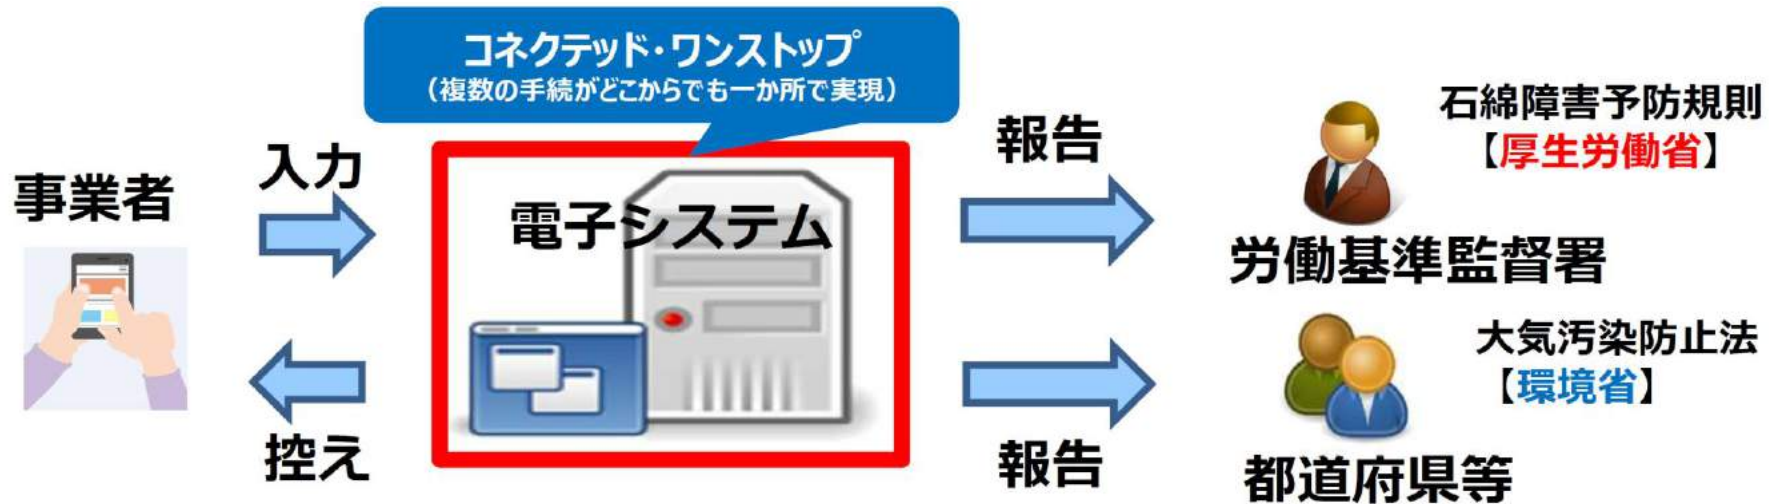 コネクテッド・ワンストップ
（複数の手続がどこからでも一か所で実現）
事業者
入力
控え
電子システム
報告
報告
石綿障害予防規則
【厚生労働省】
労働基準監督署
大気汚染防止法
【環境省】
都道府県等